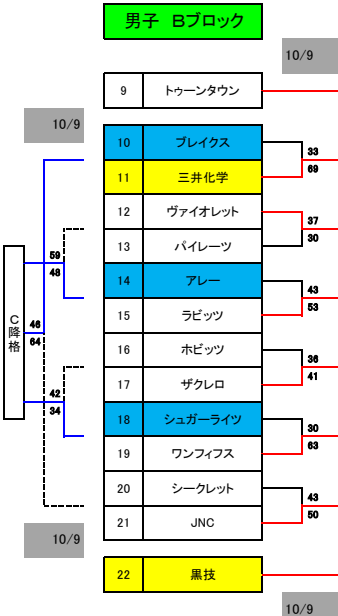 男子 Bブロック
10/9
9 トゥーンタウン
10/9
10 ブレイクス 33
11 三井化学 69
12 ヴァイオレット 37
13 パイレーツ 30
59
48
14 アレー 43
15 ラビッツ 53
C降格
46
64
16 ホビッツ 36
17 ザクレロ 41
42
34
18 シュガーライツ 30
19 ワンフィフス 63
20 シークレット 43
21 JNC 50
10/9
22 黒技
10/9